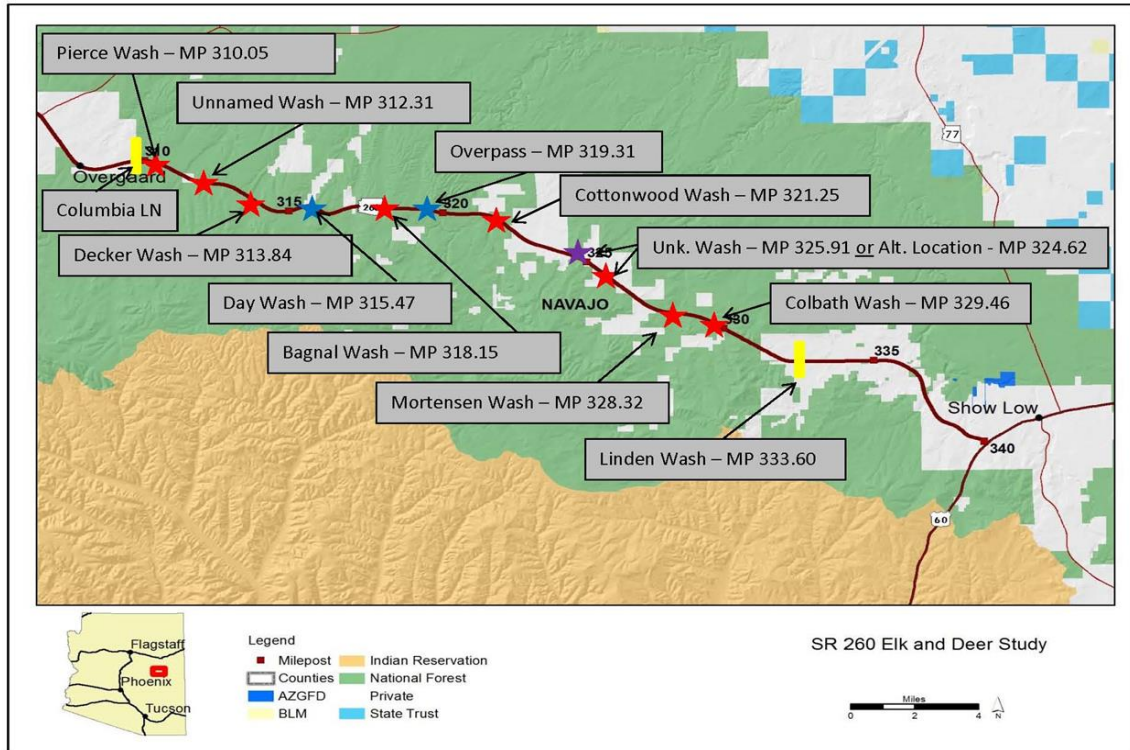 Pierce Wash – MP 310.05
Unnamed Wash – MP 312.31
Overpass – MP 319.31
77
310
Overgaard
Cottonwood Wash – MP 321.25
Columbia LN
315
26
320
Decker Wash – MP 313.84
Unk. Wash – MP 325.91 or Alt. Location - MP 324.62
325
Day Wash – MP 315.47
NAVAJO
Colbath Wash – MP 329.46
330
Bagnal Wash – MP 318.15
335
Mortensen Wash – MP 328.32
Show Low
Linden Wash – MP 333.60
340
60
Flagstaff
Phoenix
Tucson
Legend
Milepost
Indian Reservation
Counties
National Forest
AZGFD
Private
BLM
State Trust
SR 260 Elk and Deer Study
Miles
0 2 4
N